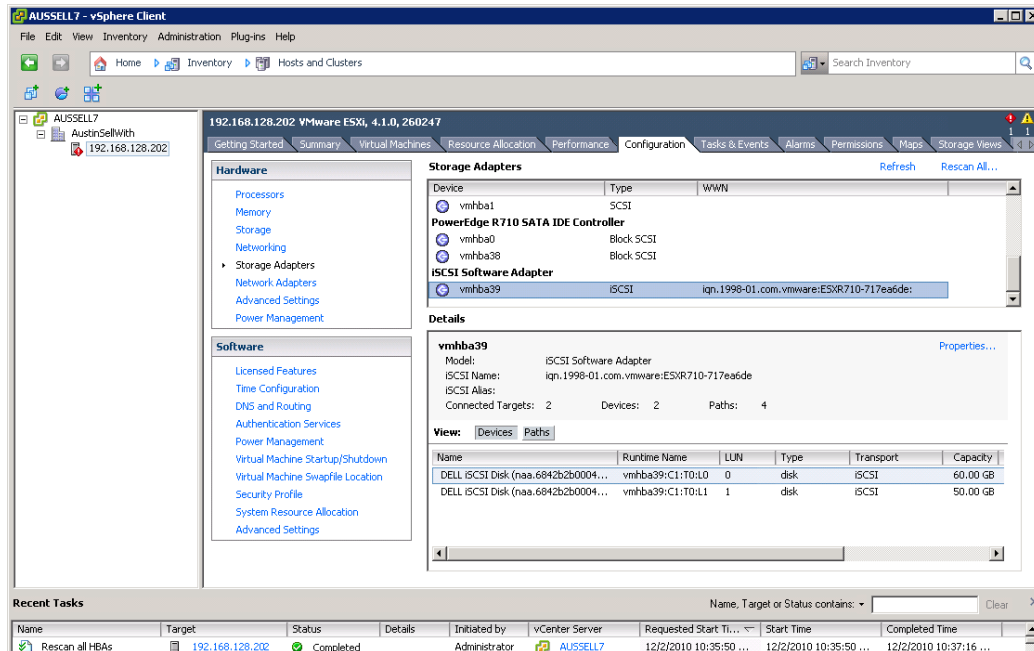 AUSSELL7 - vSphere Client
File Edit View Inventory Administration Plug-ins Help
Home Inventory Hosts and Clusters Search Inventory
AUSSELL7
AustinSellWith
192.168.128.202
192.168.128.202 VMware ESXi, 4.1.0, 260247
1 1
Getting Started Summary Virtual Machines Resource Allocation Performance Configuration Tasks & Events Alarms Permissions Maps Storage Views
Hardware
Processors
Memory
Storage
Networking
Storage Adapters
Network Adapters
Advanced Settings
Power Management
Software
Licensed Features
Time Configuration
DNS and Routing
Authentication Services
Power Management
Virtual Machine Startup/Shutdown
Virtual Machine Swapfile Location
Security Profile
System Resource Allocation
Advanced Settings
Storage Adapters Refresh Rescan All...
Device Type WWN
vmhba1 SCSI
PowerEdge R710 SATA IDE Controller
vmhba0 Block SCSI
vmhba38 Block SCSI
iSCSI Software Adapter
vmhba39 iSCSI iqn.1998-01.com.vmware:ESXR710-717ea6de:
Details
vmhba39 Properties...
Model: iSCSI Software Adapter
iSCSI Name: iqn.1998-01.com.vmware:ESXR710-717ea6de
iSCSI Alias:
Connected Targets: 2 Devices: 2 Paths: 4
View: Devices Paths
Name Runtime Name LUN Type Transport Capacity
DELL iSCSI Disk (naa.6842b2b0004... vmhba39:C1:T0:L0 0 disk iSCSI 60.00 GB
DELL iSCSI Disk (naa.6842b2b0004... vmhba39:C1:T0:L1 1 disk iSCSI 50.00 GB
Recent Tasks Name, Target or Status contains: Clear
Name Target Status Details Initiated by vCenter Server Requested Start Ti... Start Time Completed Time
Rescan all HBAs 192.168.128.202 Completed Administrator AUSSELL7 12/2/2010 10:35:50 ... 12/2/2010 10:35:50 ... 12/2/2010 10:37:16 ...